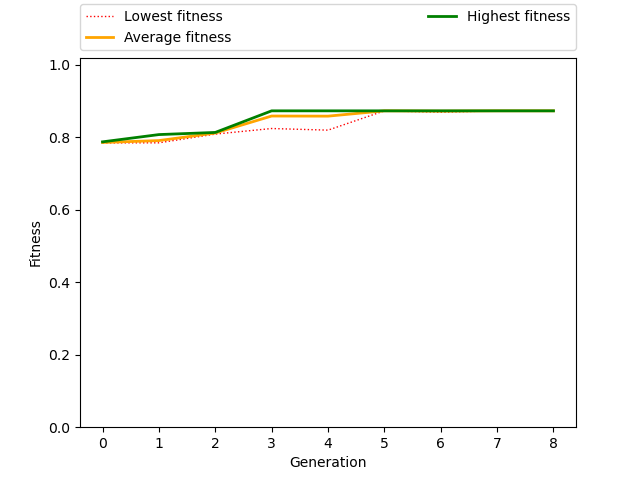 Lowest fitness
Average fitness
Highest fitness
1.0
0.8
0.6
0.4
0.2
0.0
Fitness
0 1 2 3 4 5 6 7 8
Generation